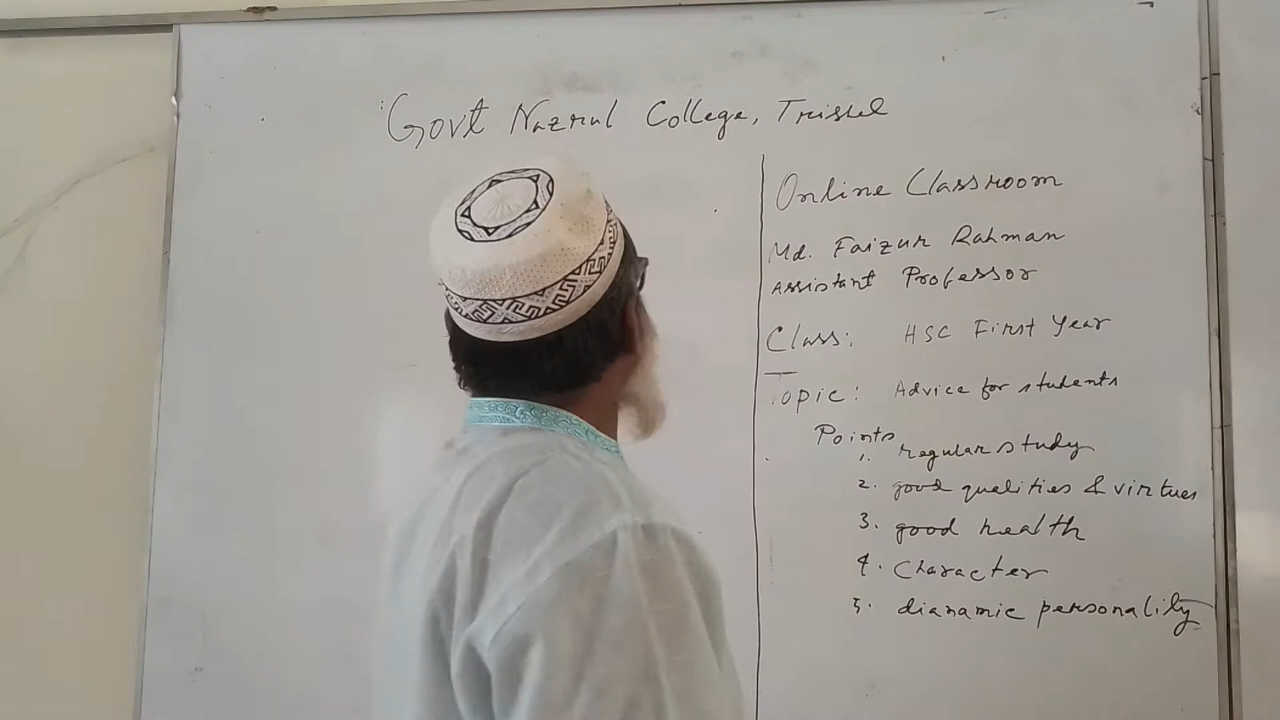 Govt Nazrul College, Trishal
Online Classroom
Md. Faizur Rahman
Assistant Professor
Class: HSC First Year
Topic: Advice for students
Points
1. regular study
2. good qualities & virtues
3. good health
4. Character
5. dianamic personality